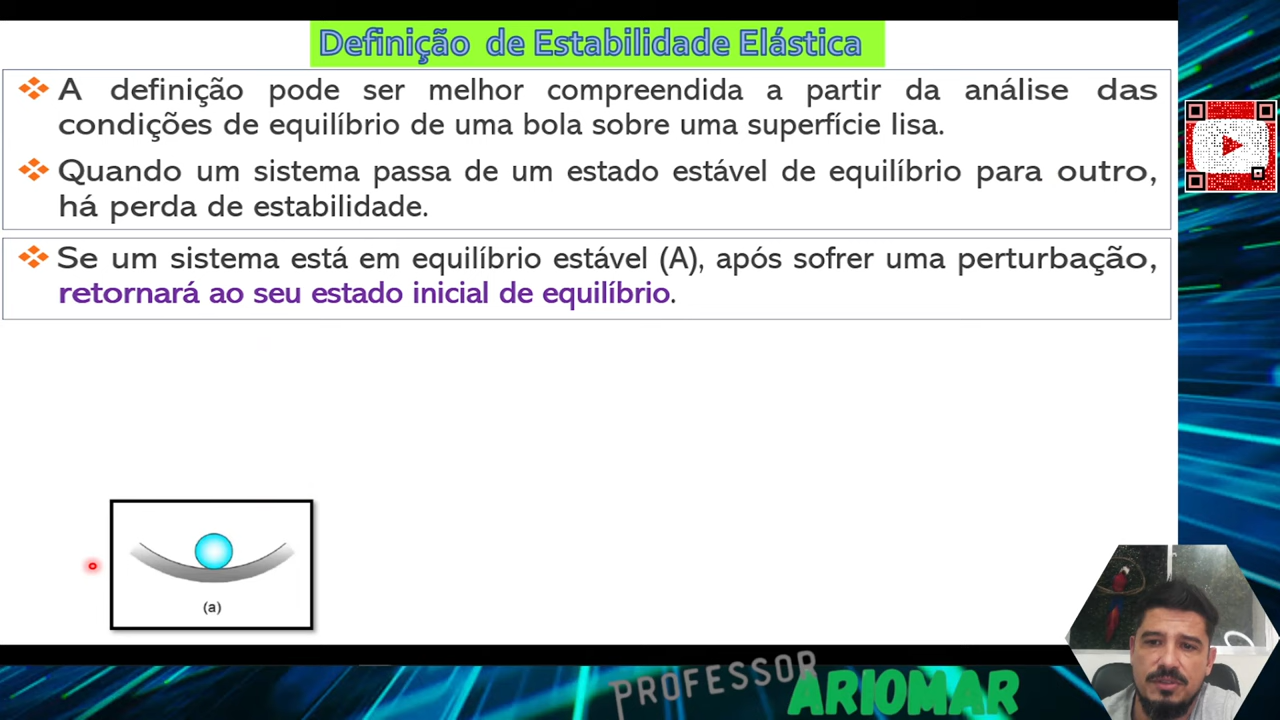 Definição de Estabilidade Elástica
A definição pode ser melhor compreendida a partir da análise das
condições de equilíbrio de uma bola sobre uma superfície lisa.
Quando um sistema passa de um estado estável de equilíbrio para outro,
há perda de estabilidade.
Se um sistema está em equilíbrio estável (A), após sofrer uma perturbação,
retornará ao seu estado inicial de equilíbrio.
(a)
PROFESSOR
ARIOMAR